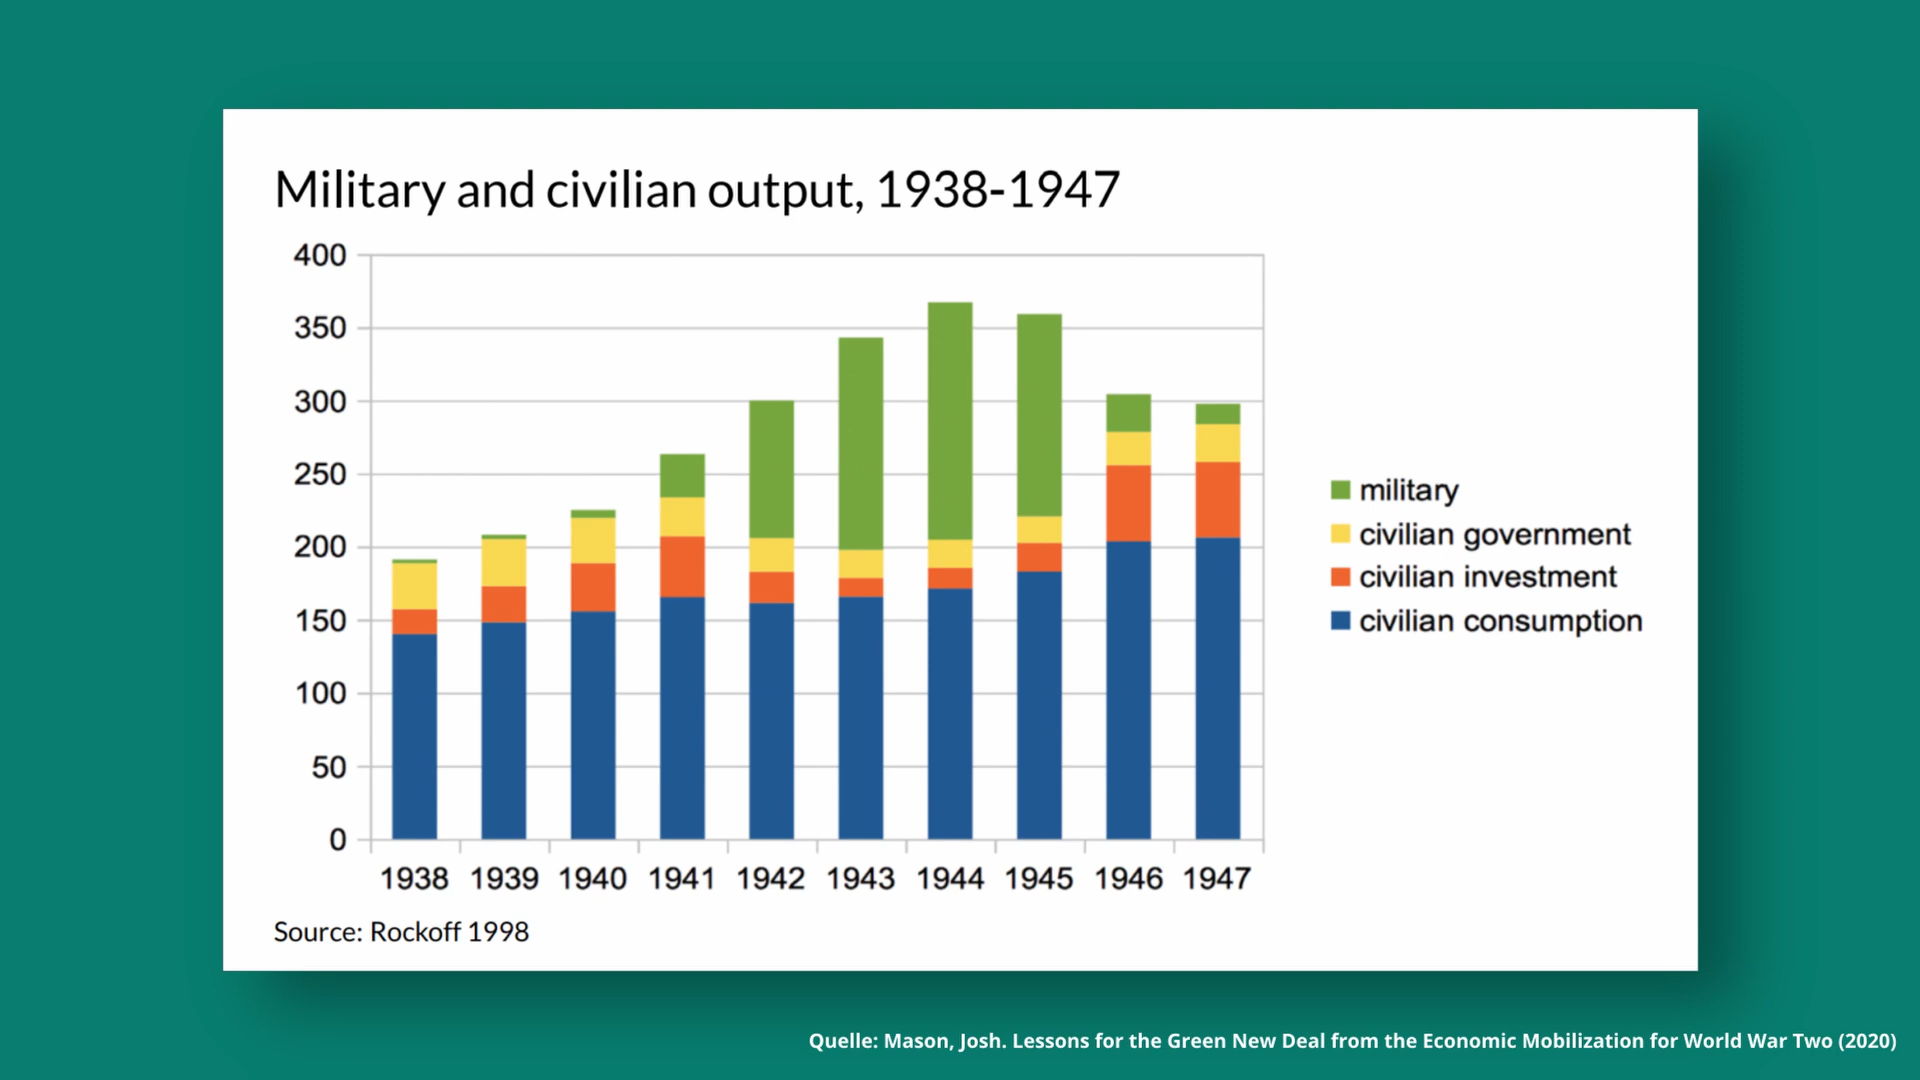 Military and civilian output, 1938-1947
400
350
300
250
200
150
100
50
0
1938 1939 1940 1941 1942 1943 1944 1945 1946 1947
military
civilian government
civilian investment
civilian consumption
Source: Rockoff 1998
Quelle: Mason, Josh. Lessons for the Green New Deal from the Economic Mobilization for World War Two (2020)